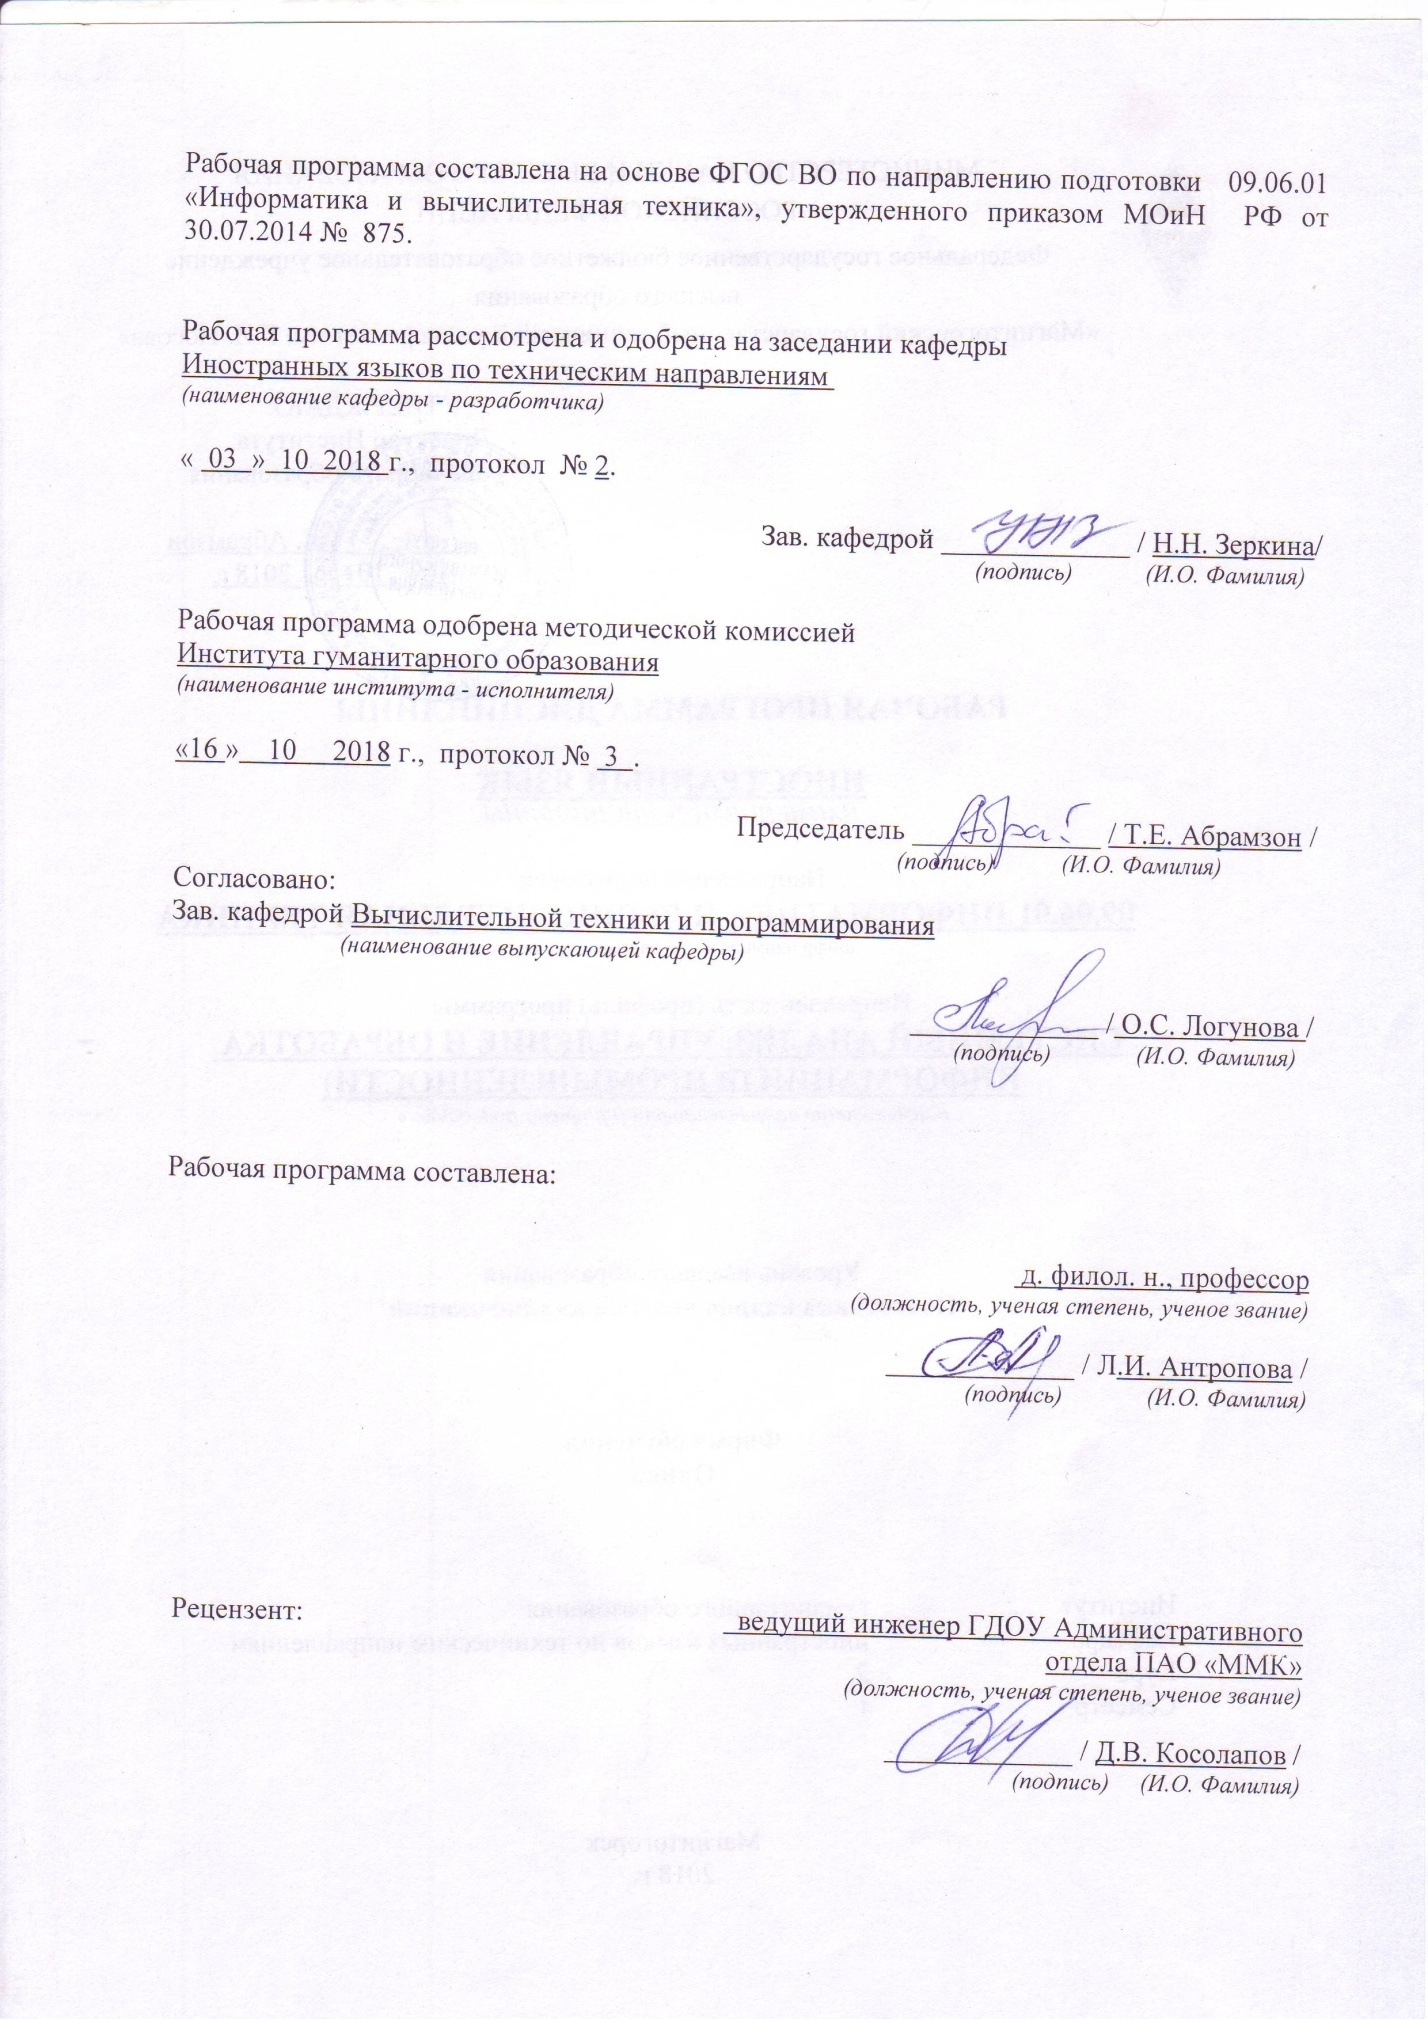 Рабочая программа составлена на основе ФГОС ВО по направлению подготовки 09.06.01
«Информатика и вычислительная техника», утвержденного приказом МОиН РФ от
30.07.2014 № 875.
Рабочая программа рассмотрена и одобрена на заседании кафедры
Иностранных языков по техническим направлениям
(наименование кафедры - разработчика)
« 03 » 10 2018 г., протокол № 2.
Зав. кафедрой / Н.Н. Зеркина/
(подпись) (И.О. Фамилия)
Рабочая программа одобрена методической комиссией
Института гуманитарного образования
(наименование института - исполнителя)
«16 » 10 2018 г., протокол № 3 .
Председатель / Т.Е. Абрамзон /
(подпись) (И.О. Фамилия)
Согласовано:
Зав. кафедрой Вычислительной техники и программирования
(наименование выпускающей кафедры)
/ О.С. Логунова /
(подпись) (И.О. Фамилия)
Рабочая программа составлена:
д. филол. н., профессор
(должность, ученая степень, ученое звание)
/ Л.И. Антропова /
(подпись) (И.О. Фамилия)
Рецензент:
ведущий инженер ГДОУ Административного
отдела ПАО «ММК»
(должность, ученая степень, ученое звание)
/ Д.В. Косолапов /
(подпись) (И.О. Фамилия)